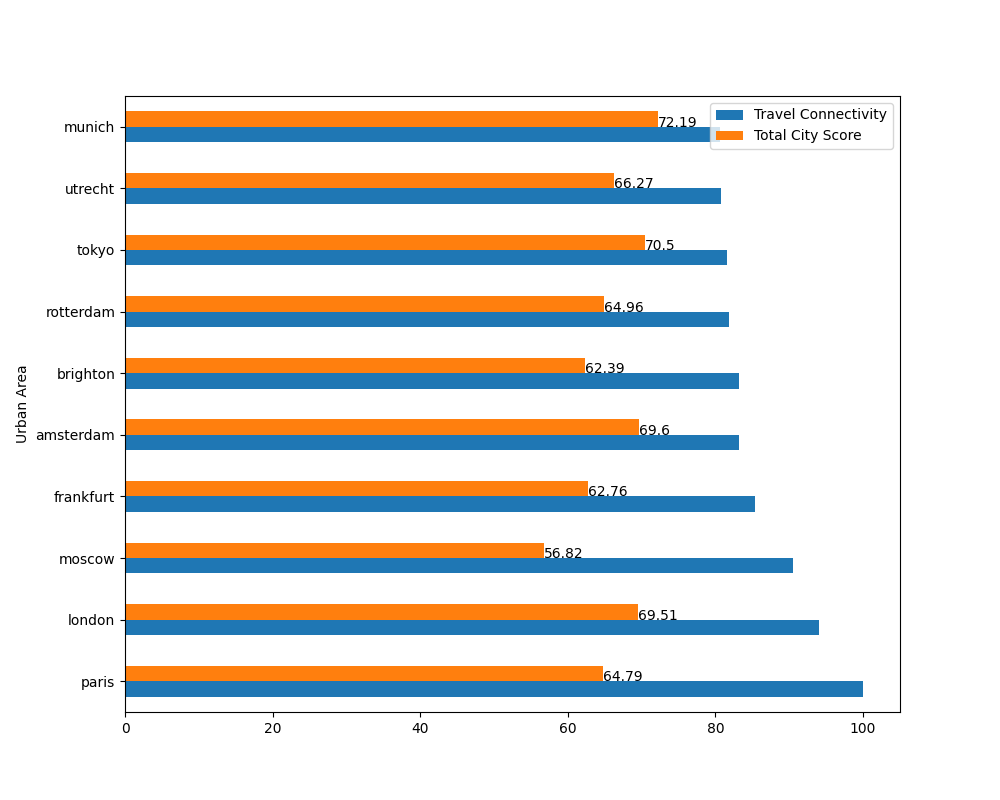 Travel Connectivity
Total City Score
munich
72.19
utrecht
66.27
tokyo
70.5
rotterdam
64.96
brighton
62.39
Urban Area
amsterdam
69.6
frankfurt
62.76
moscow
56.82
london
69.51
paris
64.79
0 20 40 60 80 100